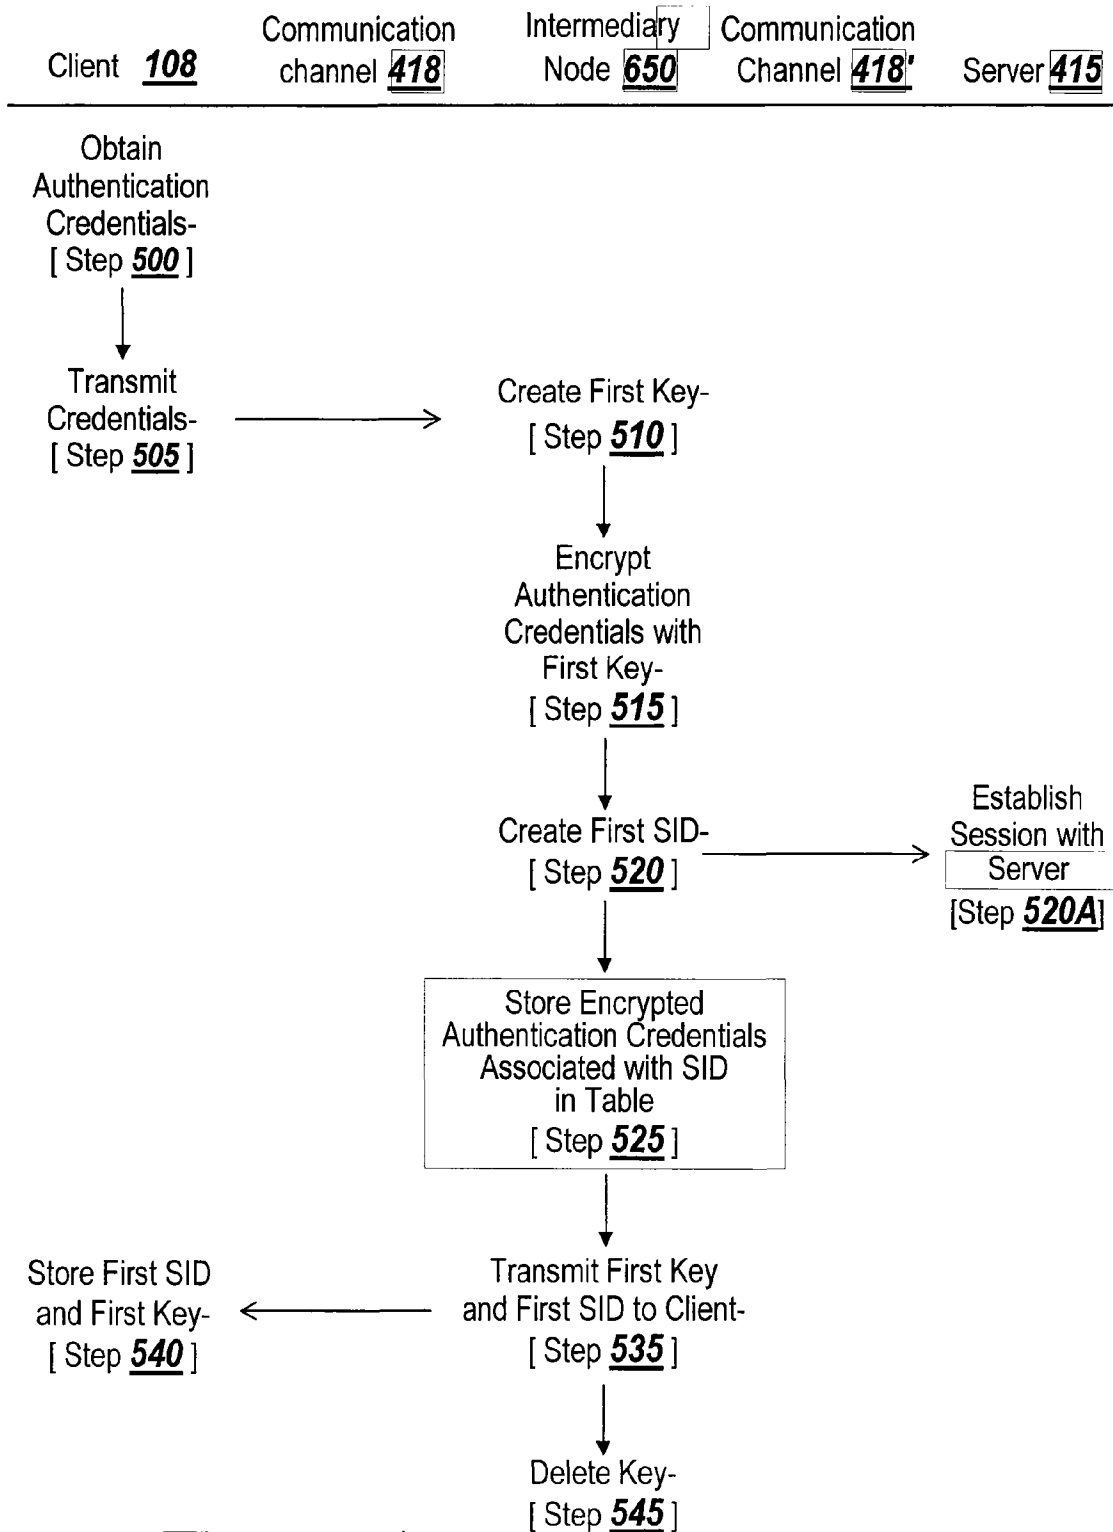 Client 108
Communication
channel 418
Intermediary
Node 650
Communication
Channel 418'
Server 415
Obtain
Authentication
Credentials-
[ Step 500 ]
Transmit
Credentials-
[ Step 505 ]
Create First Key-
[ Step 510 ]
Encrypt
Authentication
Credentials with
First Key-
[ Step 515 ]
Create First SID-
[ Step 520 ]
Establish
Session with
Server
[Step 520A]
Store Encrypted
Authentication Credentials
Associated with SID
in Table
[ Step 525 ]
Transmit First Key
and First SID to Client-
[ Step 535 ]
Store First SID
and First Key-
[ Step 540 ]
Delete Key-
[ Step 545 ]